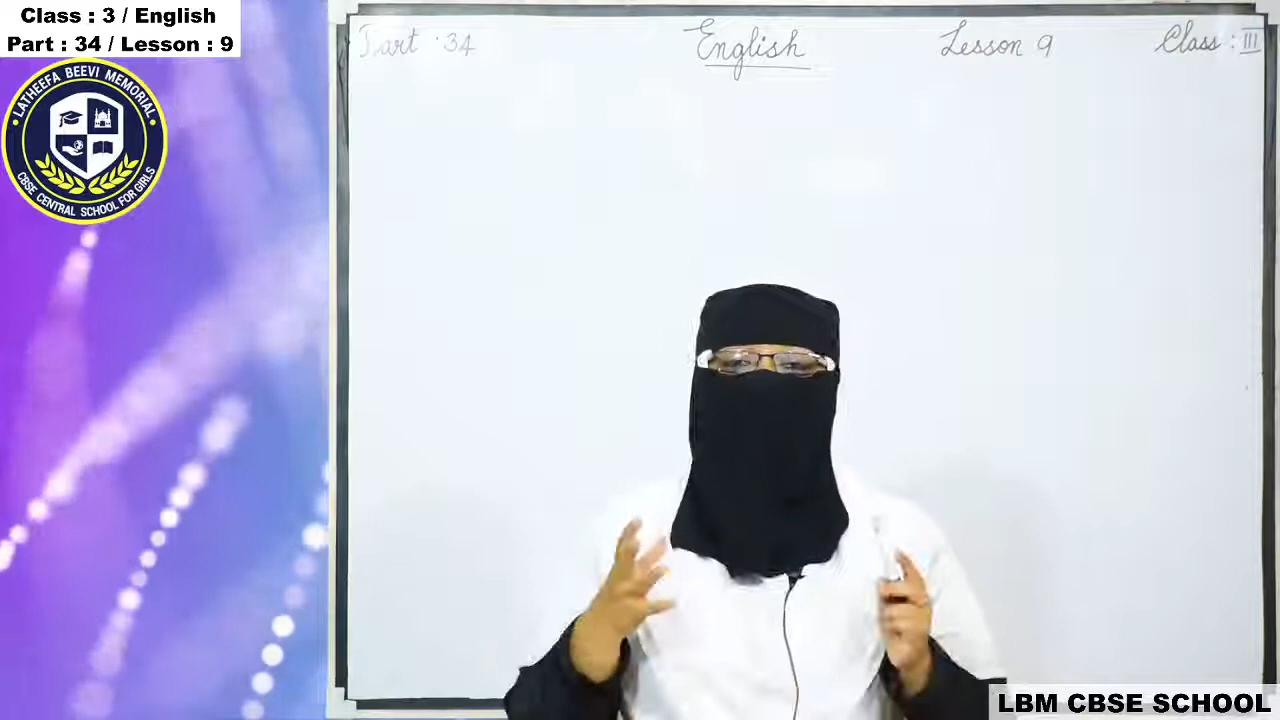 Class : 3 / English
Part : 34 / Lesson : 9
LATHEEFA BEEVI MEMORIAL
CBSE CENTRAL SCHOOL FOR GIRLS
Part : 34 English Lesson 9 Class : III
LBM CBSE SCHOOL